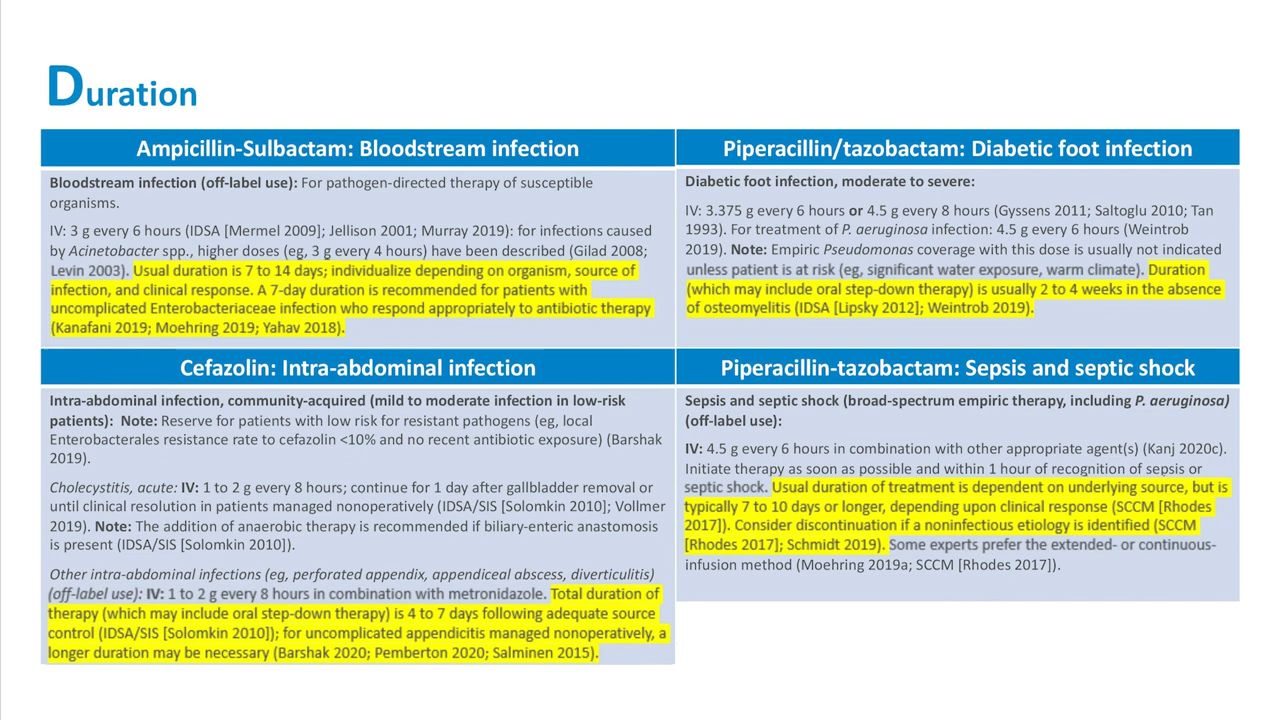 Duration
Ampicillin-Sulbactam: Bloodstream infection
Bloodstream infection (off-label use): For pathogen-directed therapy of susceptible
organisms.
IV: 3 g every 6 hours (IDSA [Mermel 2009]; Jellison 2001; Murray 2019): for infections caused
by Acinetobacter spp., higher doses (eg, 3 g every 4 hours) have been described (Gilad 2008;
Levin 2003). Usual duration is 7 to 14 days; individualize depending on organism, source of
infection, and clinical response. A 7-day duration is recommended for patients with
uncomplicated Enterobacteriaceae infection who respond appropriately to antibiotic therapy
(Kanafani 2019; Moehring 2019; Yahav 2018).
Piperacillin/tazobactam: Diabetic foot infection
Diabetic foot infection, moderate to severe:
IV: 3.375 g every 6 hours or 4.5 g every 8 hours (Gyssens 2011; Saltoglu 2010; Tan
1993). For treatment of P. aeruginosa infection: 4.5 g every 6 hours (Weintrob
2019). Note: Empiric Pseudomonas coverage with this dose is usually not indicated
unless patient is at risk (eg, significant water exposure, warm climate). Duration
(which may include oral step-down therapy) is usually 2 to 4 weeks in the absence
of osteomyelitis (IDSA [Lipsky 2012]; Weintrob 2019).
Cefazolin: Intra-abdominal infection
Intra-abdominal infection, community-acquired (mild to moderate infection in low-risk
patients): Note: Reserve for patients with low risk for resistant pathogens (eg, local
Enterobacterales resistance rate to cefazolin <10% and no recent antibiotic exposure) (Barshak
2019).
Cholecystitis, acute: IV: 1 to 2 g every 8 hours; continue for 1 day after gallbladder removal or
until clinical resolution in patients managed nonoperatively (IDSA/SIS [Solomkin 2010]; Vollmer
2019). Note: The addition of anaerobic therapy is recommended if biliary-enteric anastomosis
is present (IDSA/SIS [Solomkin 2010]).
Other intra-abdominal infections (eg, perforated appendix, appendiceal abscess, diverticulitis)
(off-label use): IV: 1 to 2 g every 8 hours in combination with metronidazole. Total duration of
therapy (which may include oral step-down therapy) is 4 to 7 days following adequate source
control (IDSA/SIS [Solomkin 2010]); for uncomplicated appendicitis managed nonoperatively, a
longer duration may be necessary (Barshak 2020; Pemberton 2020; Salminen 2015).
Piperacillin-tazobactam: Sepsis and septic shock
Sepsis and septic shock (broad-spectrum empiric therapy, including P. aeruginosa)
(off-label use):
IV: 4.5 g every 6 hours in combination with other appropriate agent(s) (Kanj 2020c).
Initiate therapy as soon as possible and within 1 hour of recognition of sepsis or
septic shock. Usual duration of treatment is dependent on underlying source, but is
typically 7 to 10 days or longer, depending upon clinical response (SCCM [Rhodes
2017]). Consider discontinuation if a noninfectious etiology is identified (SCCM
[Rhodes 2017]; Schmidt 2019). Some experts prefer the extended- or continuous-
infusion method (Moehring 2019a; SCCM [Rhodes 2017]).